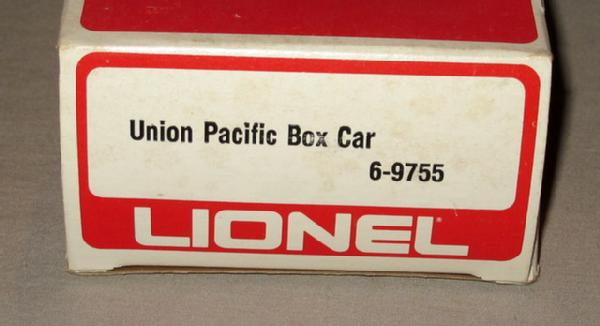 Union Pacific Box Car
6-9755
LIONEL